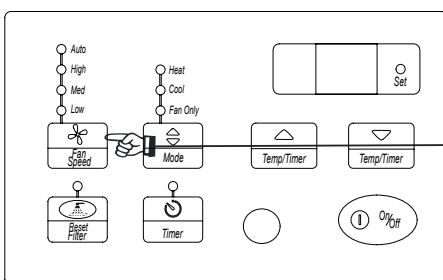 Auto
High
Med
Low
Heat
Cool
Fan Only
Set
Fan
Speed
Mode
Temp/Timer
Temp/Timer
Reset
Filter
Timer
On/Off